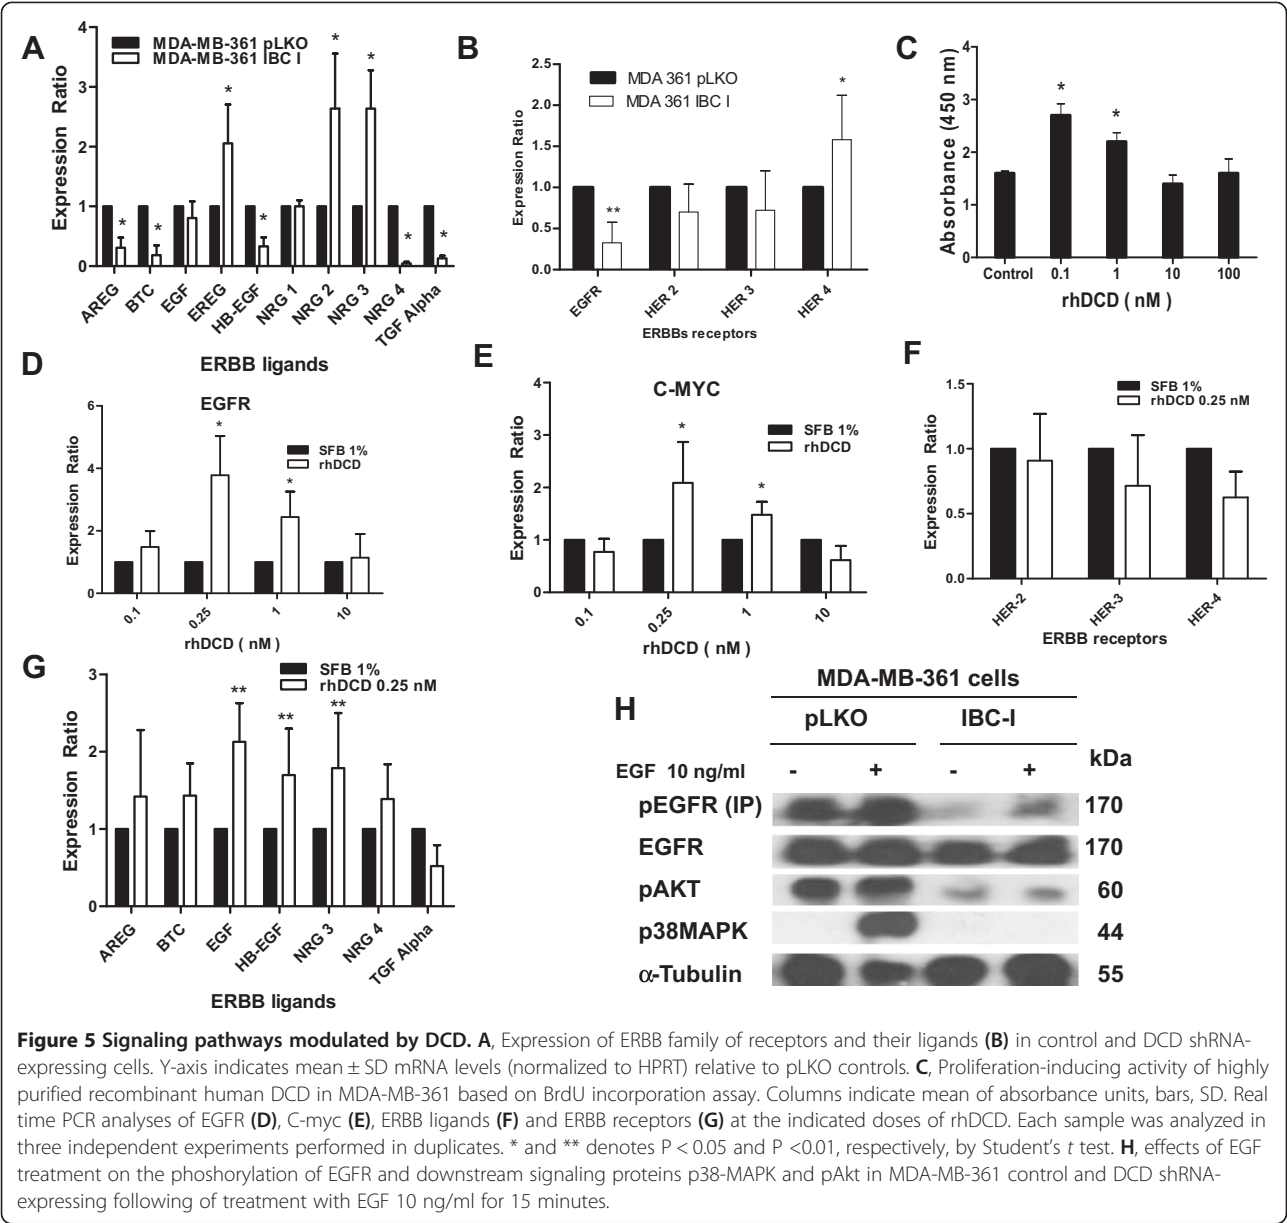 A
4
3
2
1
0
Expression Ratio
MDA-MB-361 pLKO
MDA-MB-361 IBC I
* * * * * * * *
AREG BTC EGF EREG HB-EGF NRG 1 NRG 2 NRG 3 NRG 4 TGF Alpha
ERBB ligands
B
2.5
2.0
1.5
1.0
0.5
0.0
Expression Ratio
MDA 361 pLKO
MDA 361 IBC I
** *
EGFR HER 2 HER 3 HER 4
ERBBs receptors
C
4
3
2
1
0
Absorbance (450 nm)
* *
Control 0.1 1 10 100
rhDCD ( nM )
D
EGFR
6
4
2
0
Expression Ratio
SFB 1%
rhDCD
* *
0.1 0.25 1 10
rhDCD ( nM )
E
C-MYC
4
3
2
1
0
Expression Ratio
SFB 1%
rhDCD
* *
0.1 0.25 1 10
rhDCD ( nM )
F
1.5
1.0
0.5
0.0
Expression Ratio
SFB 1%
rhDCD 0.25 nM
HER-2 HER-3 HER-4
ERBB receptors
G
3
2
1
0
Expression Ratio
SFB 1%
rhDCD 0.25 nM
** ** **
AREG BTC EGF HB-EGF NRG 3 NRG 4 TGF Alpha
ERBB ligands
H
MDA-MB-361 cells
pLKO IBC-I
kDa
EGF 10 ng/ml - + - +
pEGFR (IP) 170
EGFR 170
pAKT 60
p38MAPK 44
α-Tubulin 55
Figure 5 Signaling pathways modulated by DCD. A, Expression of ERBB family of receptors and their ligands (B) in control and DCD shRNA-
expressing cells. Y-axis indicates mean ± SD mRNA levels (normalized to HPRT) relative to pLKO controls. C, Proliferation-inducing activity of highly
purified recombinant human DCD in MDA-MB-361 based on BrdU incorporation assay. Columns indicate mean of absorbance units, bars, SD. Real
time PCR analyses of EGFR (D), C-myc (E), ERBB ligands (F) and ERBB receptors (G) at the indicated doses of rhDCD. Each sample was analyzed in
three independent experiments performed in duplicates. * and ** denotes P < 0.05 and P <0.01, respectively, by Student's t test. H, effects of EGF
treatment on the phoshorylation of EGFR and downstream signaling proteins p38-MAPK and pAkt in MDA-MB-361 control and DCD shRNA-
expressing following of treatment with EGF 10 ng/ml for 15 minutes.